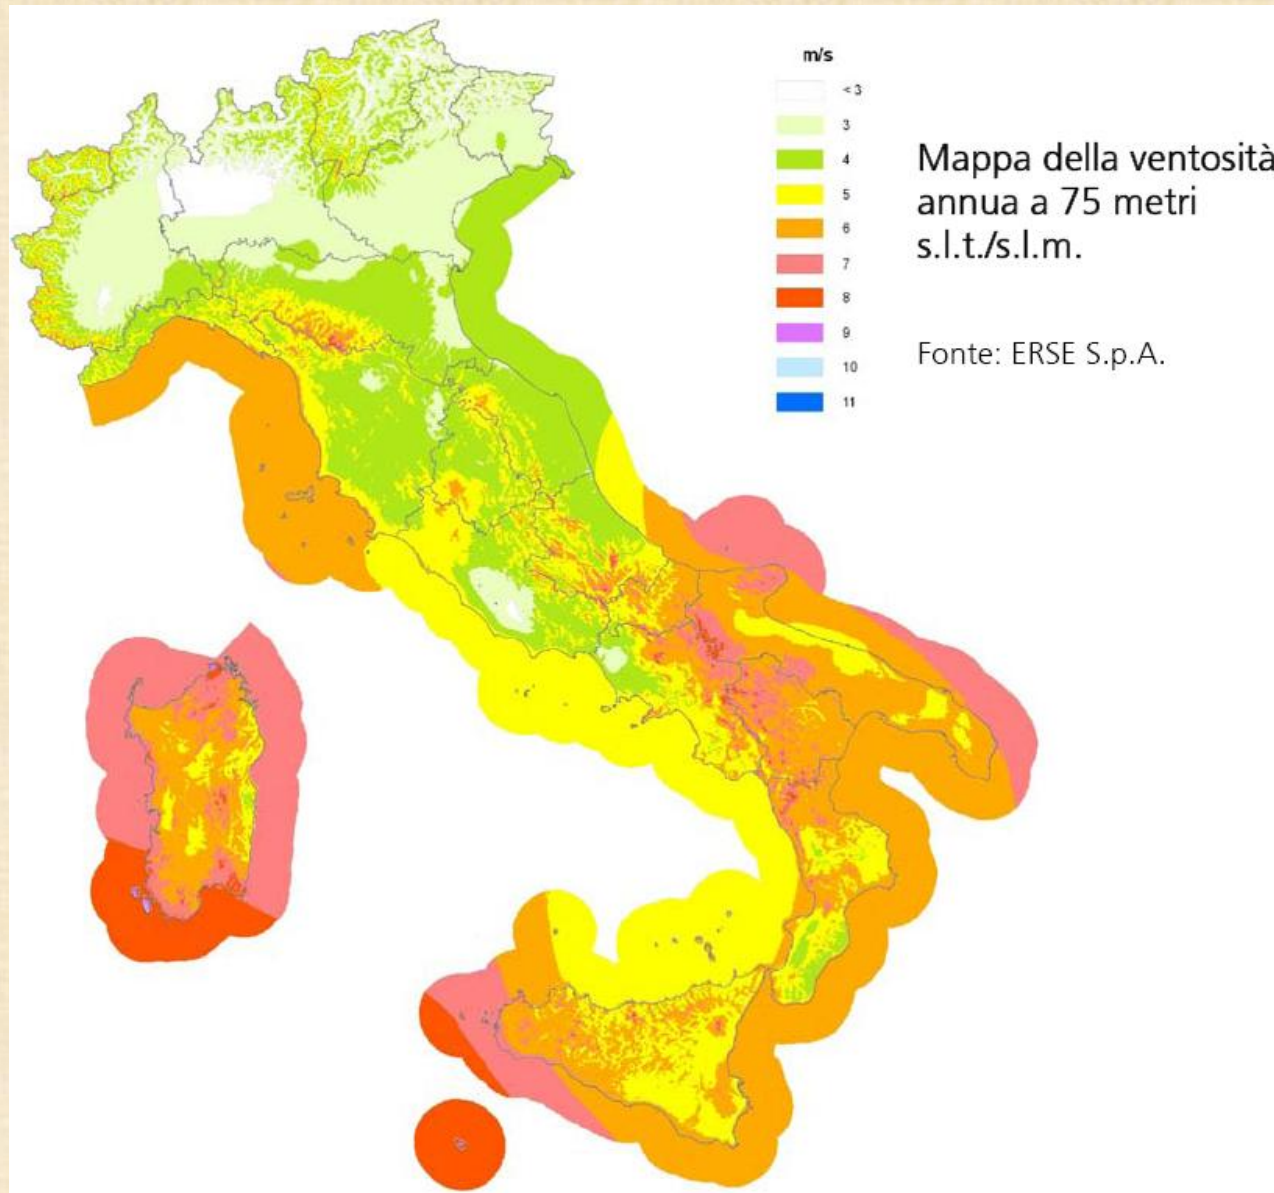 m/s
< 3
3
4
5
6
7
8
9
10
11
Mappa della ventosità
annua a 75 metri
s.l.t./s.l.m.
Fonte: ERSE S.p.A.